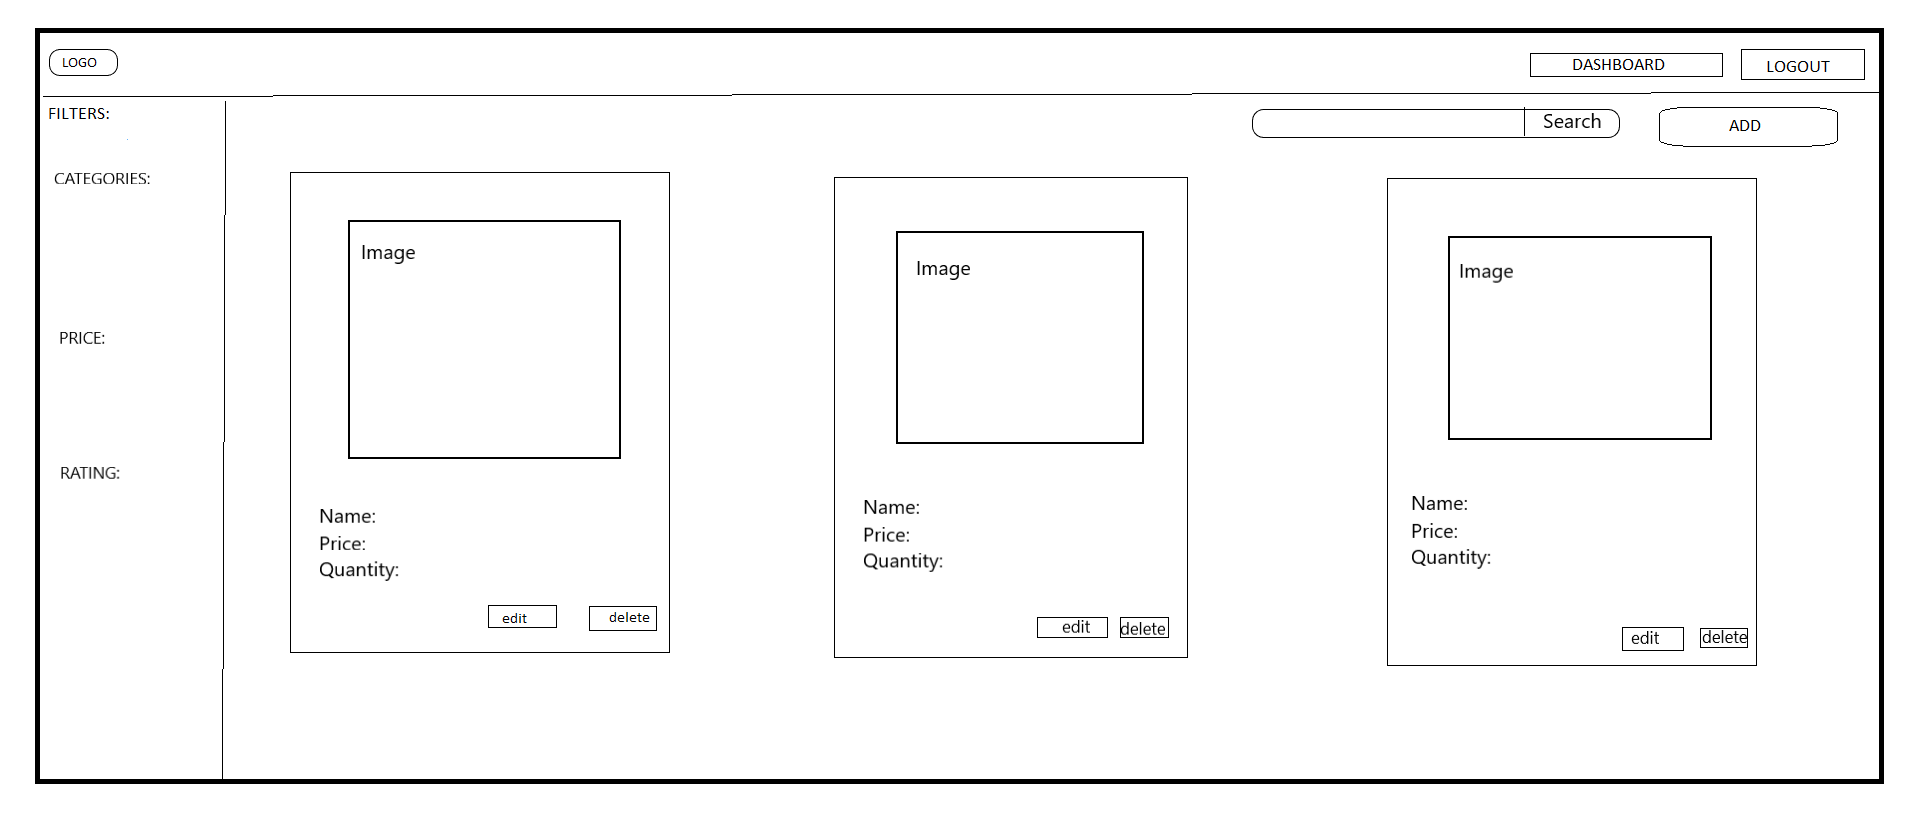 LOGO
DASHBOARD
LOGOUT
FILTERS:
Search
ADD
CATEGORIES:
PRICE:
RATING:
Image
Name:
Price:
Quantity:
edit
delete
Image
Name:
Price:
Quantity:
edit
delete
Image
Name:
Price:
Quantity:
edit
delete